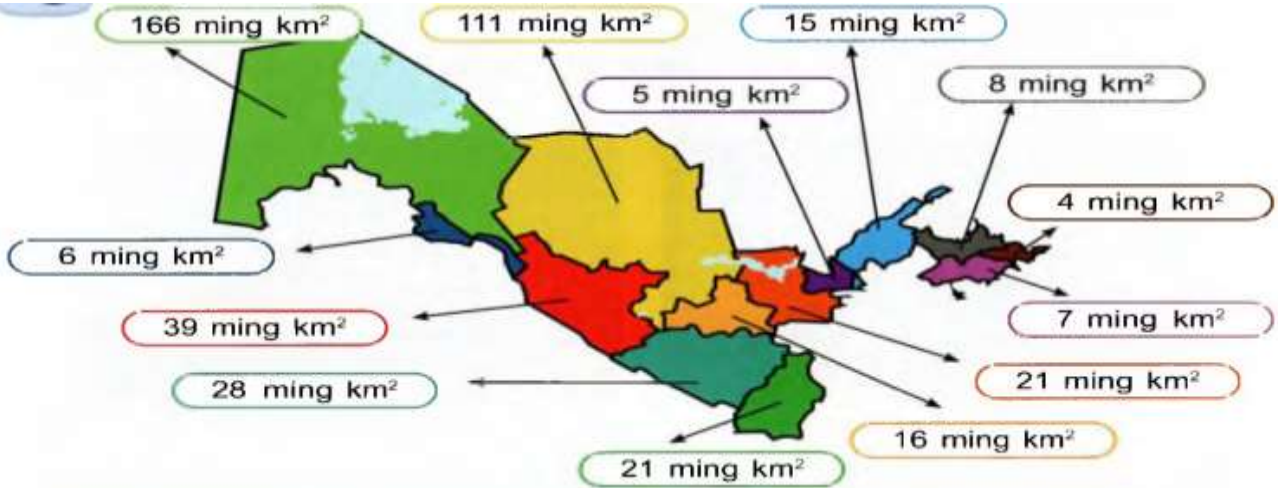 166 ming km²
111 ming km²
15 ming km²
5 ming km²
8 ming km²
4 ming km²
6 ming km²
7 ming km²
39 ming km²
28 ming km²
21 ming km²
16 ming km²
21 ming km²